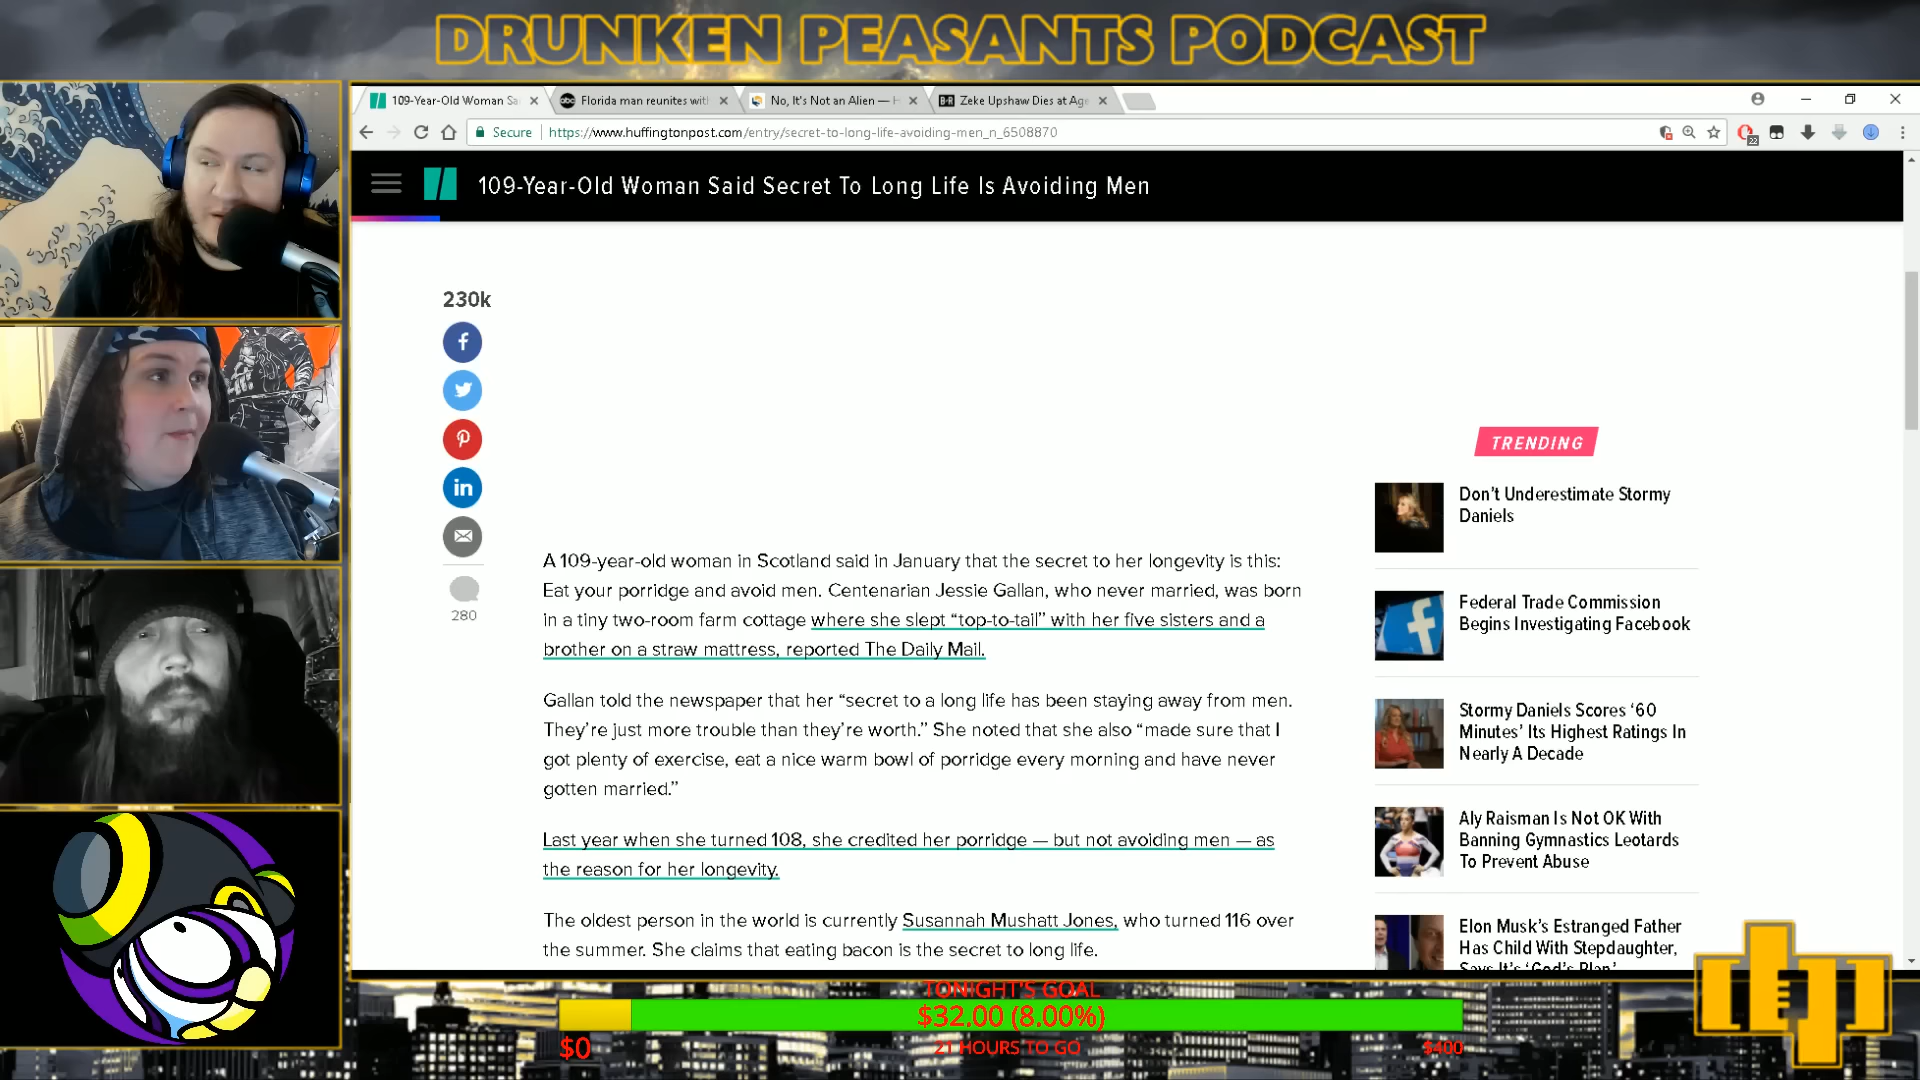 DRUNKEN PEASANTS PODCAST
109-Year-Old Woman Sa
Florida man reunites with
No, It's Not an Alien — H
B/R
Zeke Upshaw Dies at Age
Secure
https://www.huffingtonpost.com/entry/secret-to-long-life-avoiding-men_n_6508870
22
109-Year-Old Woman Said Secret To Long Life Is Avoiding Men
230k
280
A 109-year-old woman in Scotland said in January that the secret to her longevity is this:
Eat your porridge and avoid men. Centenarian Jessie Gallan, who never married, was born
in a tiny two-room farm cottage where she slept “top-to-tail” with her five sisters and a
brother on a straw mattress, reported The Daily Mail.
Gallan told the newspaper that her “secret to a long life has been staying away from men.
They’re just more trouble than they’re worth.” She noted that she also “made sure that I
got plenty of exercise, eat a nice warm bowl of porridge every morning and have never
gotten married.”
Last year when she turned 108, she credited her porridge — but not avoiding men — as
the reason for her longevity.
The oldest person in the world is currently Susannah Mushatt Jones, who turned 116 over
the summer. She claims that eating bacon is the secret to long life.
TRENDING
Don’t Underestimate Stormy
Daniels
Federal Trade Commission
Begins Investigating Facebook
Stormy Daniels Scores ‘60
Minutes’ Its Highest Ratings In
Nearly A Decade
Aly Raisman Is Not OK With
Banning Gymnastics Leotards
To Prevent Abuse
Elon Musk’s Estranged Father
Has Child With Stepdaughter,
Says It’s ‘God’s Plan’
TONIGHT'S GOAL
$32.00 (8.00%)
$0
21 HOURS TO GO
$400